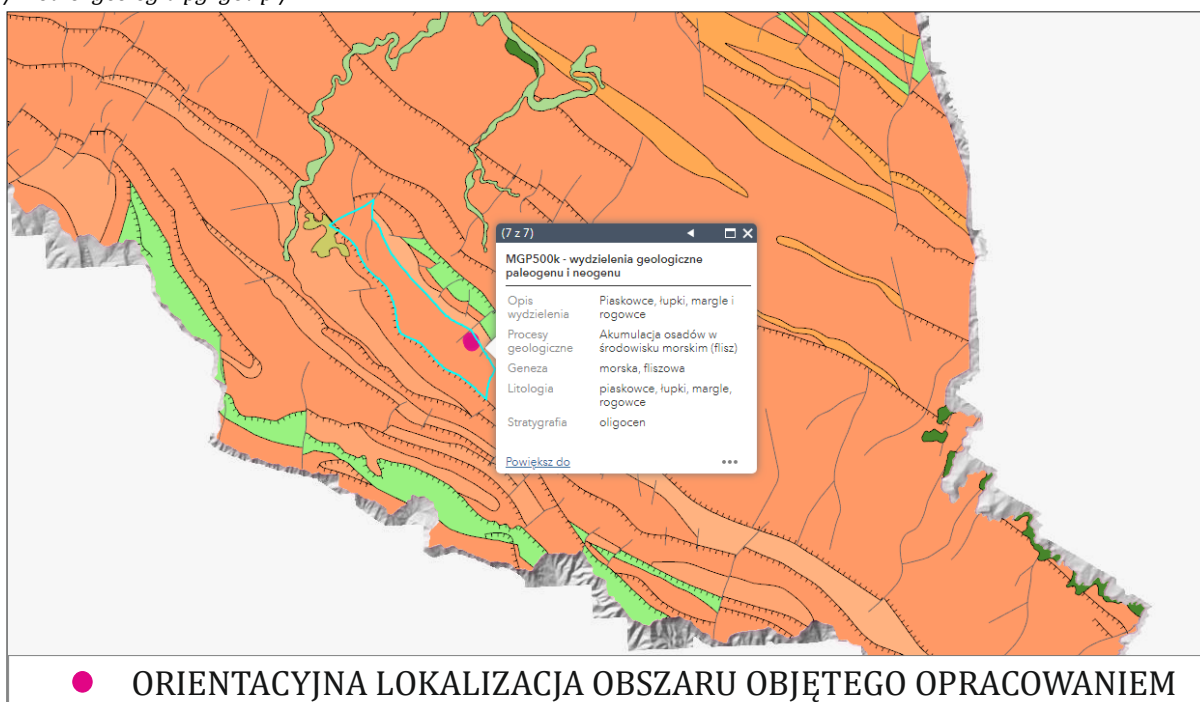 (7 z 7)
MGP500k - wydzielenia geologiczne
paleogenu i neogenu
Opis
wydzielenia
Piaskowce, łupki, margle i
rogowce
Procesy
geologiczne
Akumulacja osadów w
środowisku morskim (flisz)
Geneza
morska, fliszowa
Litologia
piaskowce, łupki, margle,
rogowce
Stratygrafia
oligocen
Powiększ do
•••
ORIENTACYJNA LOKALIZACJA OBSZARU OBJĘTEGO OPRACOWANIEM